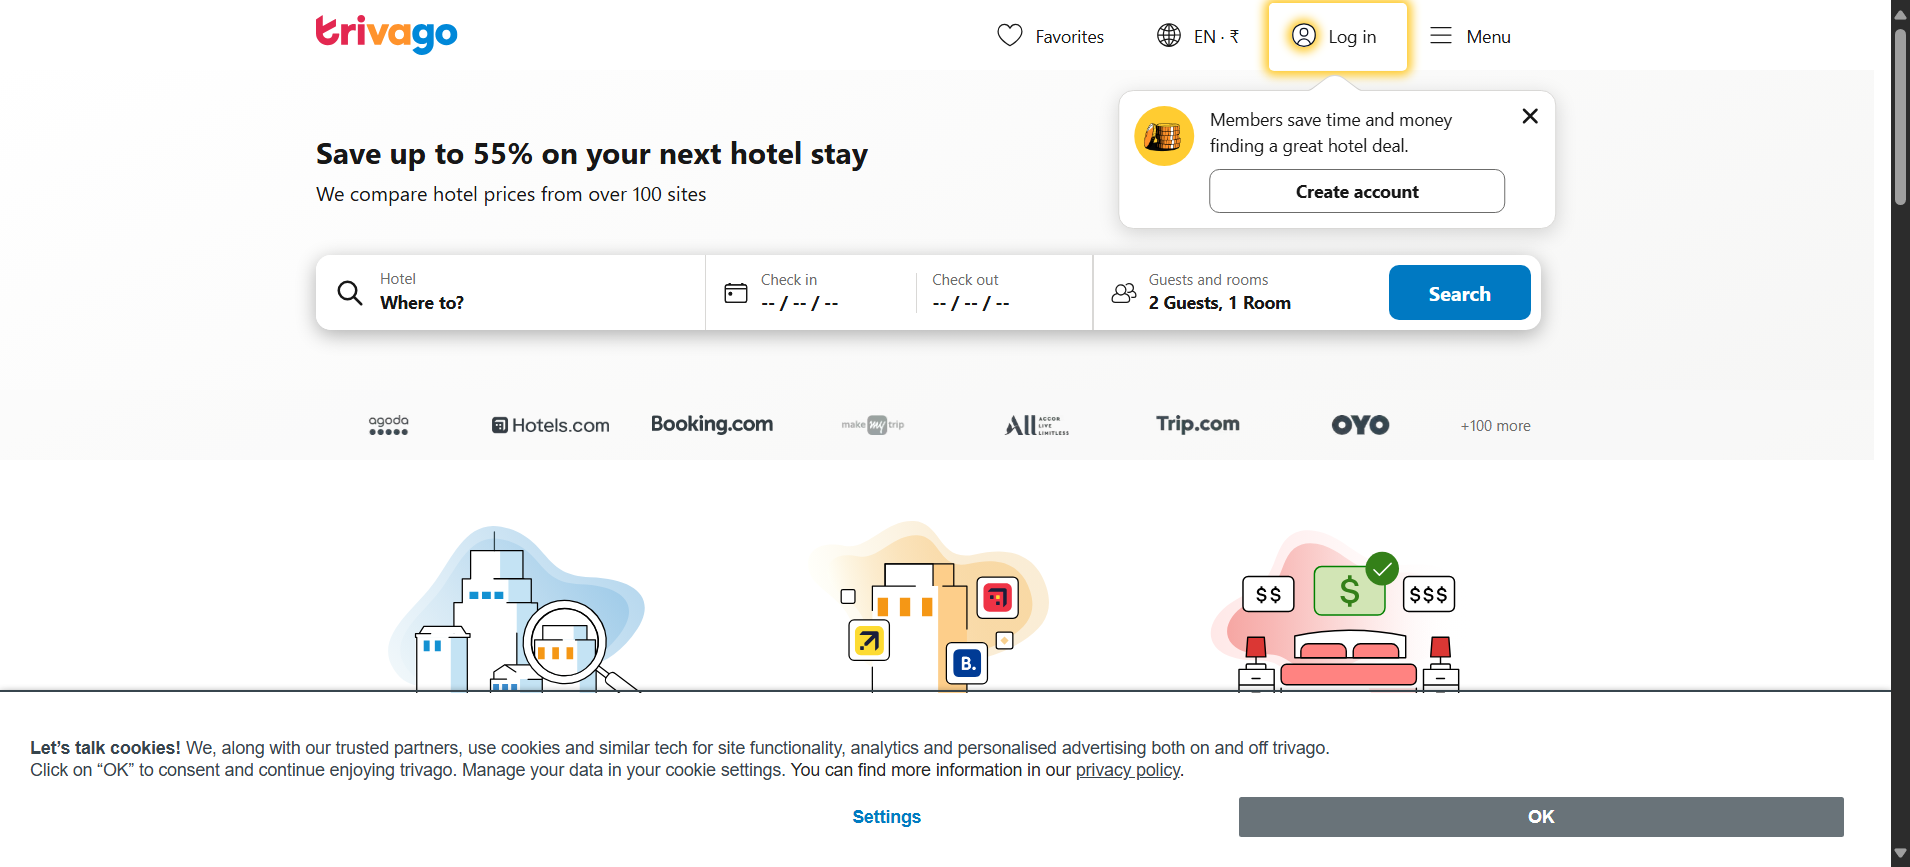 trivago
Favorites
EN · ₹
Log in
Menu
Members save time and money
finding a great hotel deal.
Create account
Save up to 55% on your next hotel stay
We compare hotel prices from over 100 sites
Hotel
Where to?
Check in
-- / -- / --
Check out
-- / -- / --
Guests and rooms
2 Guests, 1 Room
Search
agoda
Hotels.com
Booking.com
make my trip
ALL ACCOR
LIVE
LIMITLESS
Trip.com
OYO
+100 more
B.
$$
$
$$$
Let’s talk cookies! We, along with our trusted partners, use cookies and similar tech for site functionality, analytics and personalised advertising both on and off trivago.
Click on “OK” to consent and continue enjoying trivago. Manage your data in your cookie settings. You can find more information in our privacy policy.
Settings
OK